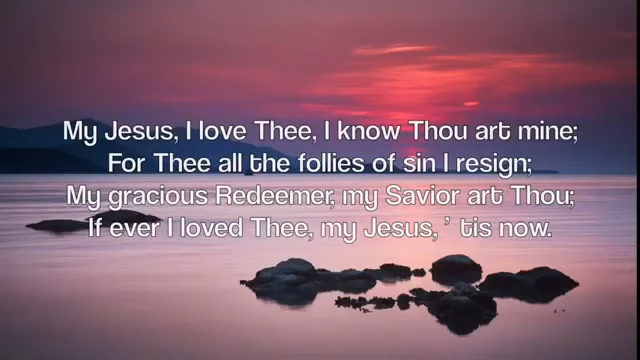 My Jesus, I love Thee, I know Thou art mine;
For Thee all the follies of sin I resign;
My gracious Redeemer, my Savior art Thou;
If ever I loved Thee, my Jesus, ’ tis now.